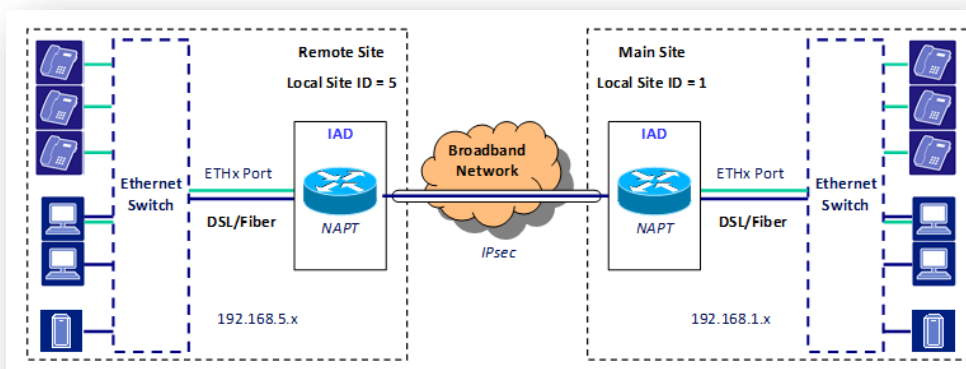 Remote Site
Local Site ID = 5
IAD
ETHx Port
Ethernet
Switch
DSL/Fiber
NAPT
192.168.5.x
Broadband
Network
IPsec
Main Site
Local Site ID = 1
IAD
ETHx Port
Ethernet
Switch
NAPT
DSL/Fiber
192.168.1.x